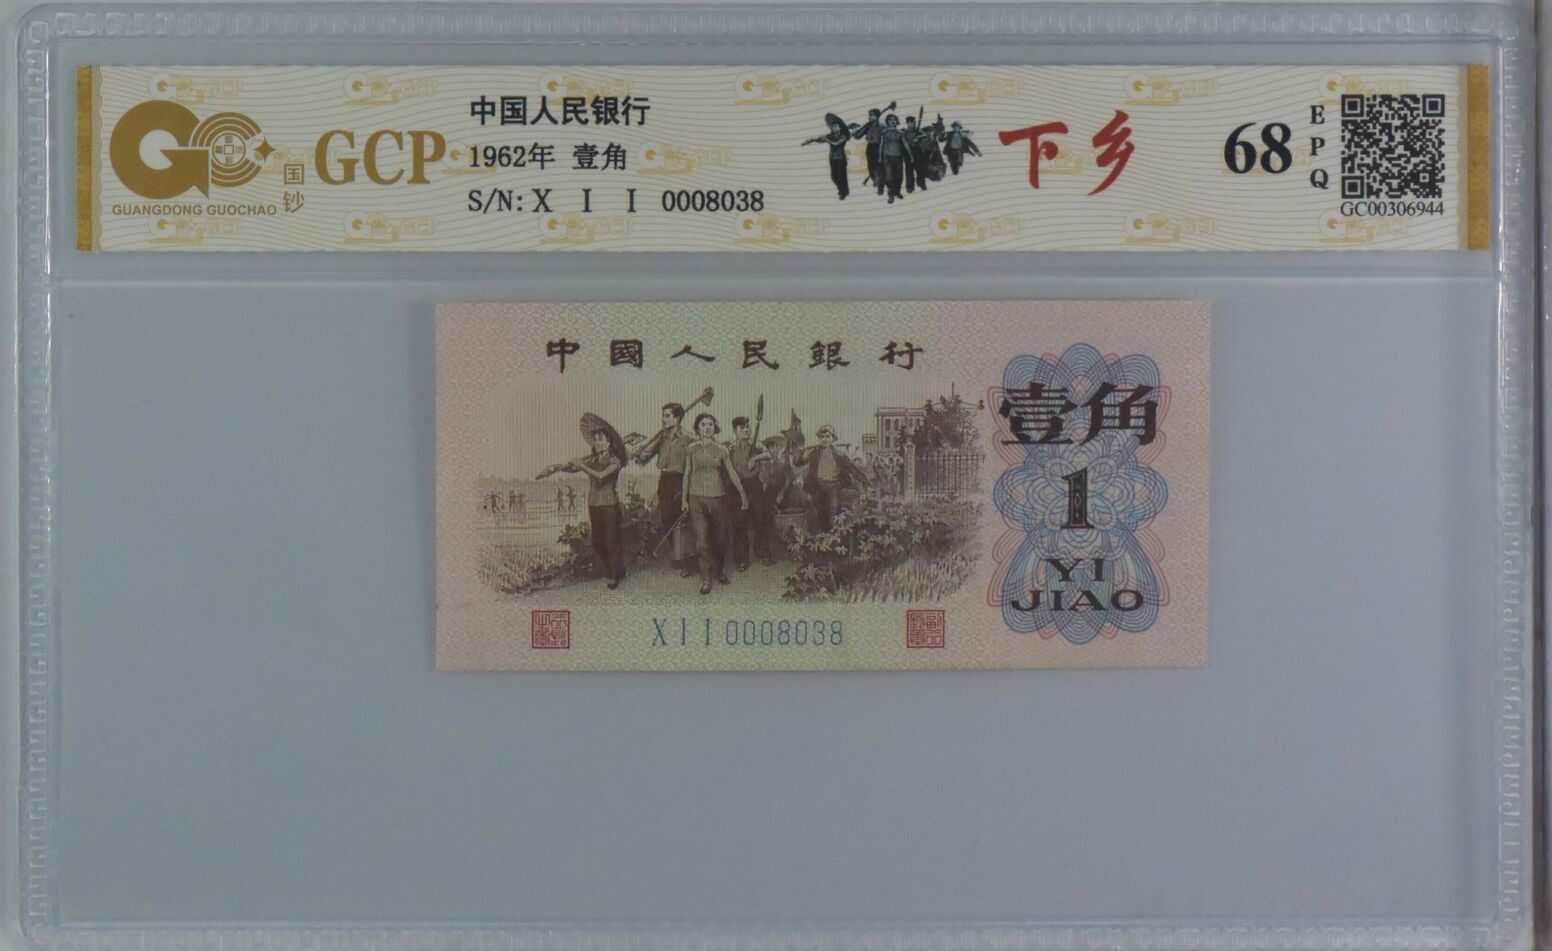 中国人民银行
GCP
国钞
GUANGDONG GUOCHAO
1962年 壹角
S/N: X I I 0008038
下乡
68
EPQ
GC00306944
中國人民銀行
壹角
1
YI
JIAO
X I I 0008038